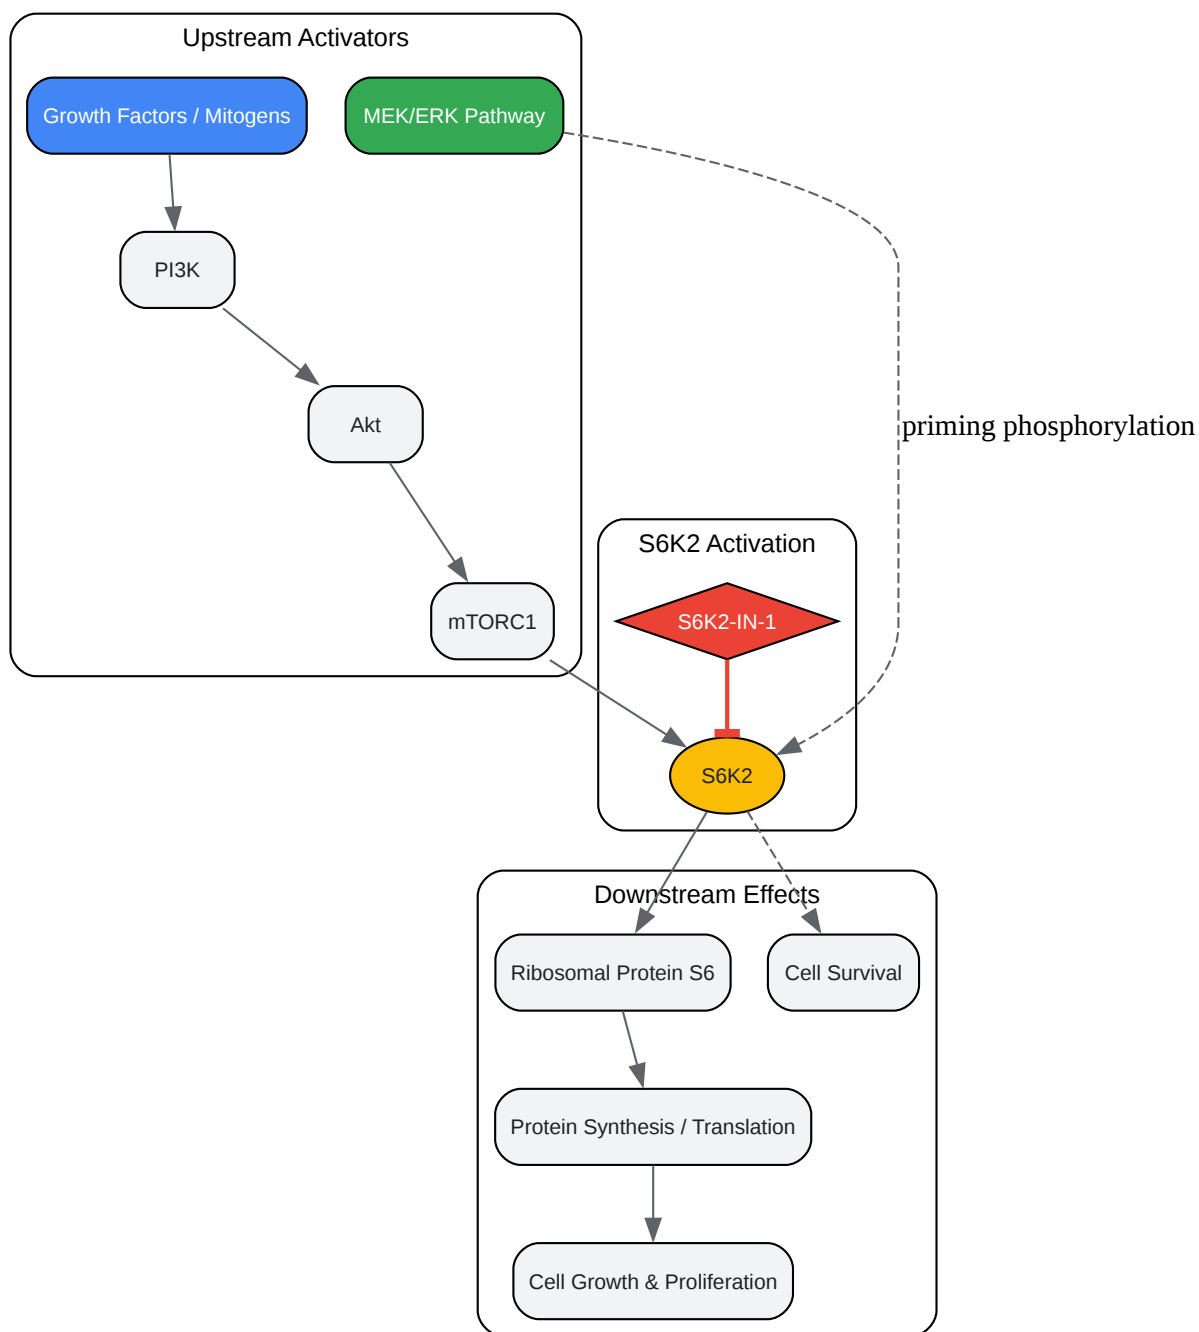 Upstream Activators
Growth Factors / Mitogens
MEK/ERK Pathway
PI3K
Akt
priming phosphorylation
S6K2 Activation
mTORC1
S6K2-IN-1
S6K2
Downstream Effects
Ribosomal Protein S6
Cell Survival
Protein Synthesis / Translation
Cell Growth & Proliferation